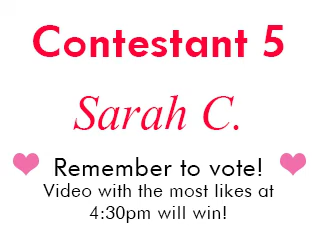 Contestant 5
Sarah C.
Remember to vote!
Video with the most likes at
4:30pm will win!